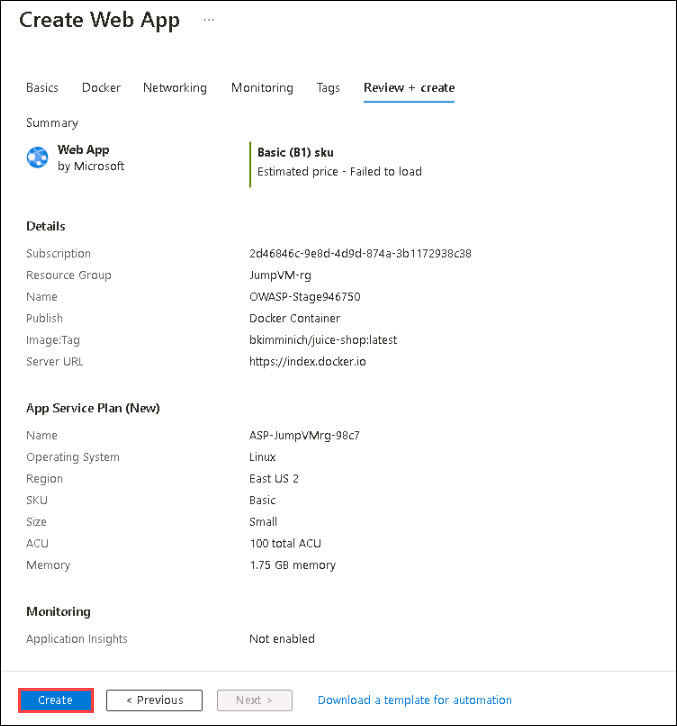 Create Web App ...
Basics Docker Networking Monitoring Tags Review + create
Summary
Web App
by Microsoft
Basic (B1) sku
Estimated price - Failed to load
Details
Subscription 2d46846c-9e8d-4d9d-874a-3b1172938c38
Resource Group JumpVM-rg
Name OWASP-Stage946750
Publish Docker Container
Image:Tag bkimminich/juice-shop:latest
Server URL https://index.docker.io
App Service Plan (New)
Name ASP-JumpVMrg-98c7
Operating System Linux
Region East US 2
SKU Basic
Size Small
ACU 100 total ACU
Memory 1.75 GB memory
Monitoring
Application Insights Not enabled
Create < Previous Next > Download a template for automation